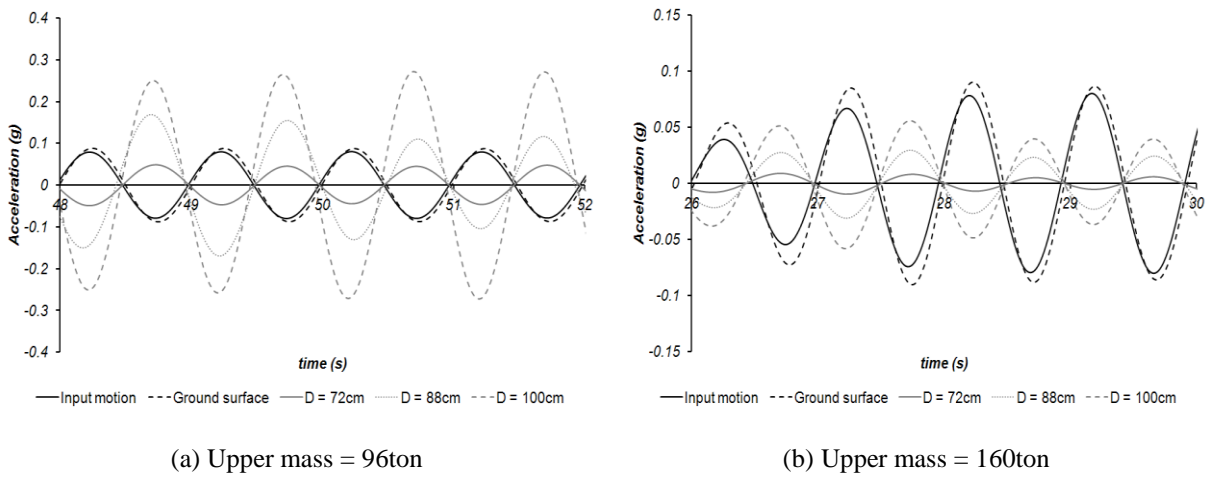 0.4
0.3
0.2
0.1
0
-0.1
-0.2
-0.3
-0.4
Acceleration (g)
48
49
50
51
52
time (s)
Input motion
Ground surface
D = 72cm
D = 88cm
D = 100cm
(a) Upper mass = 96ton
0.15
0.1
0.05
0
-0.05
-0.1
-0.15
Acceleration (g)
26
27
28
29
30
time (s)
Input motion
Ground surface
D = 72cm
D = 88cm
D = 100cm
(b) Upper mass = 160ton